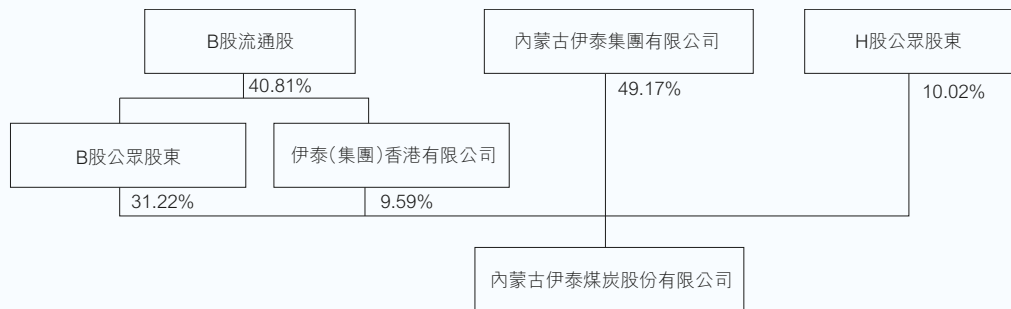 B股流通股
內蒙古伊泰集團有限公司
H股公眾股東
40.81%
49.17%
10.02%
B股公眾股東
伊泰(集團)香港有限公司
31.22%
9.59%
內蒙古伊泰煤炭股份有限公司